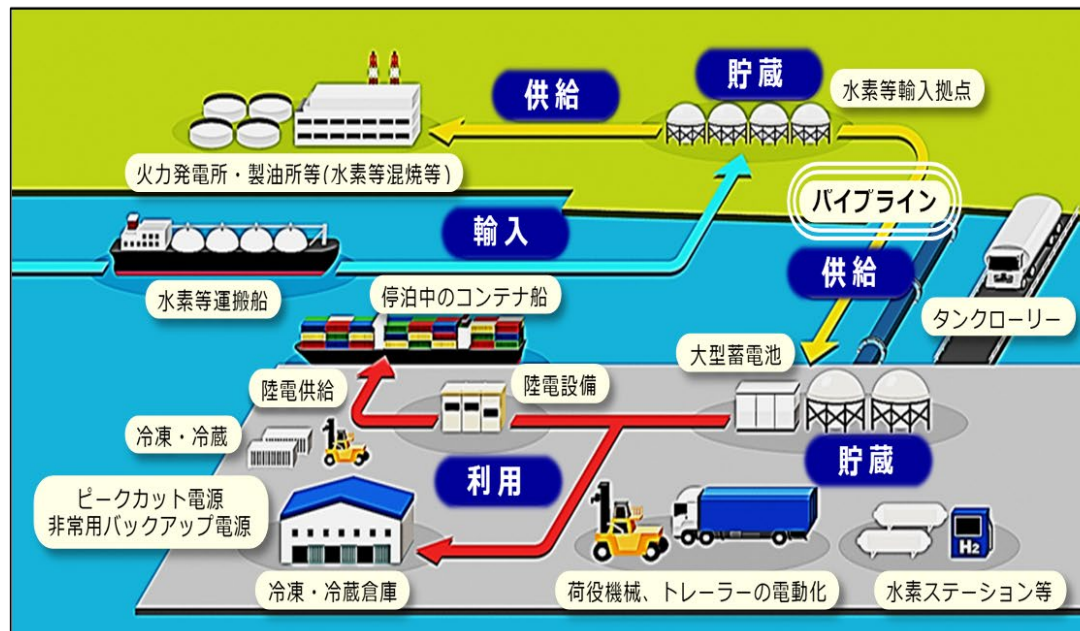 供給
貯蔵
水素等輸入拠点
火力発電所・製油所等(水素等混焼等)
パイプライン
輸入
供給
水素等運搬船
停泊中のコンテナ船
タンクローリー
大型蓄電池
陸電供給
陸電設備
冷凍・冷蔵
貯蔵
利用
ピークカット電源
非常用バックアップ電源
H2
冷凍・冷蔵倉庫
荷役機械、トレーラーの電動化
水素ステーション等